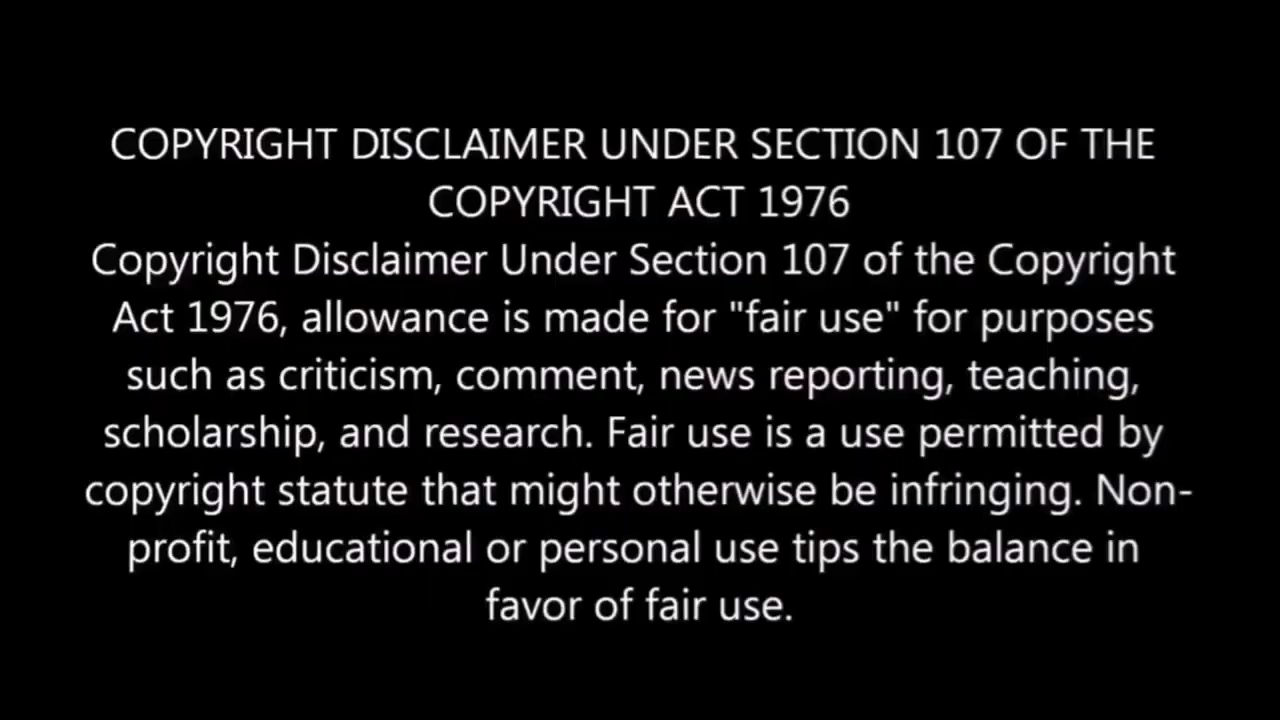 COPYRIGHT DISCLAIMER UNDER SECTION 107 OF THE
COPYRIGHT ACT 1976
Copyright Disclaimer Under Section 107 of the Copyright
Act 1976, allowance is made for "fair use" for purposes
such as criticism, comment, news reporting, teaching,
scholarship, and research. Fair use is a use permitted by
copyright statute that might otherwise be infringing. Non-
profit, educational or personal use tips the balance in
favor of fair use.